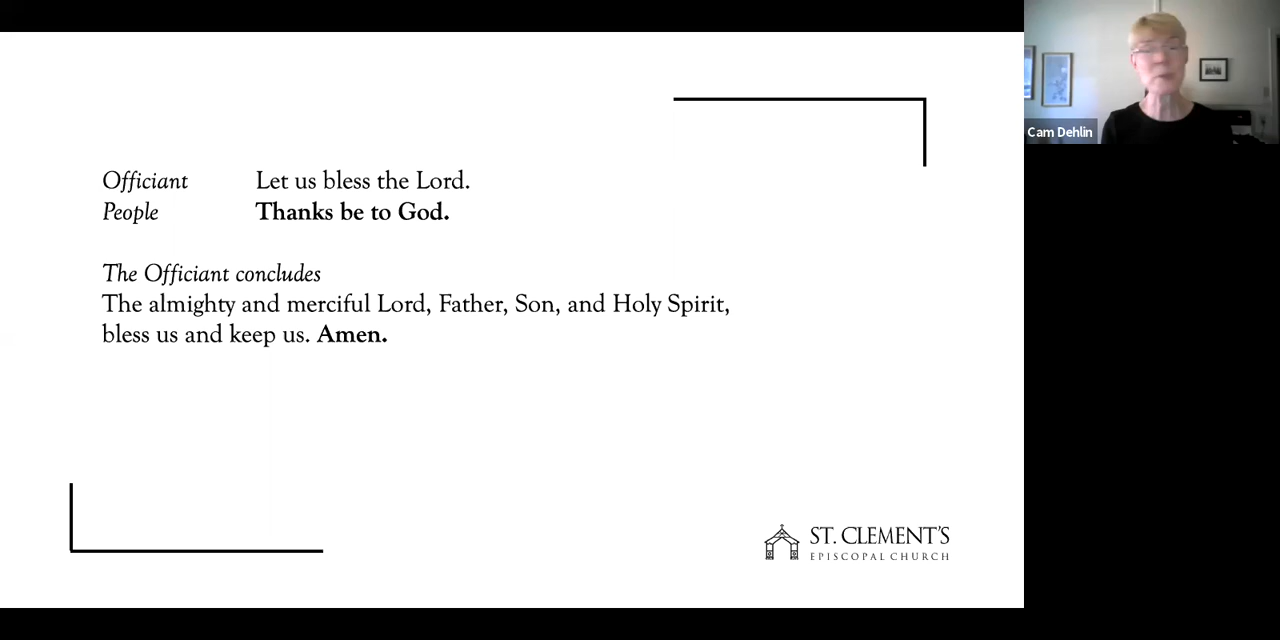 Officiant Let us bless the Lord.
People Thanks be to God.
The Officiant concludes
The almighty and merciful Lord, Father, Son, and Holy Spirit,
bless us and keep us. Amen.
ST. CLEMENT'S
EPISCOPAL CHURCH
Cam Dehlin